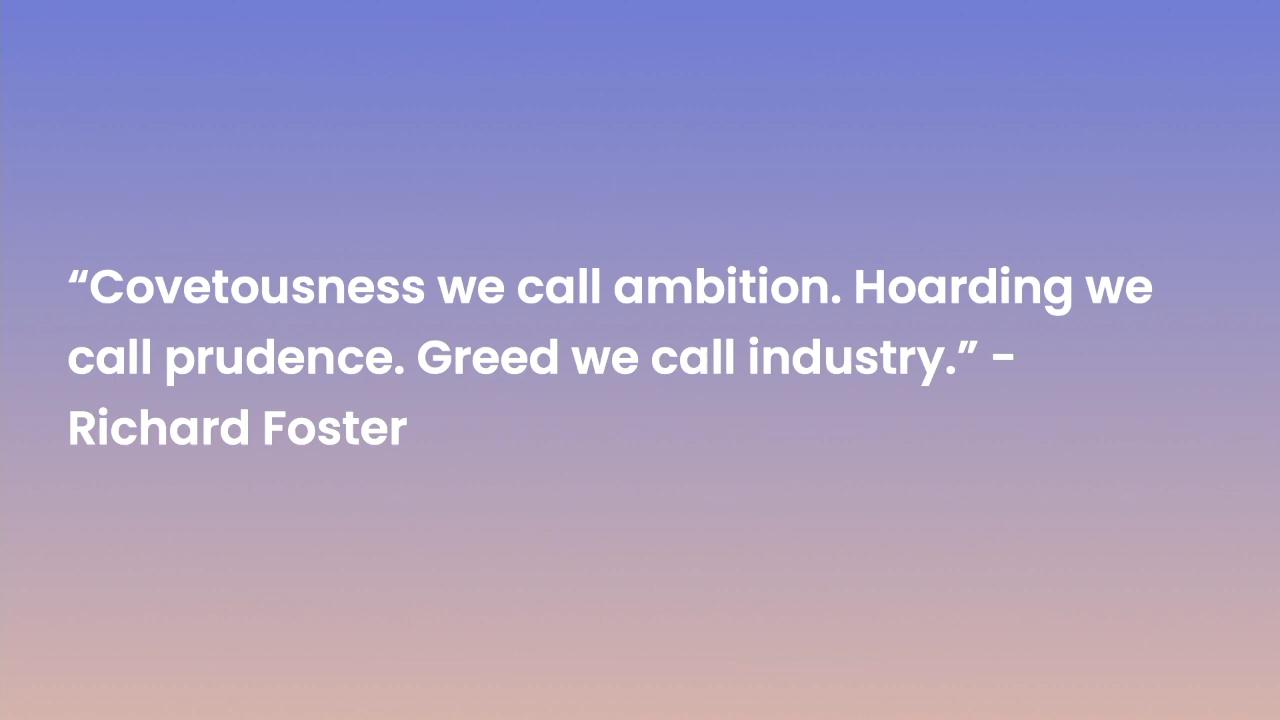 “Covetousness we call ambition. Hoarding we
call prudence. Greed we call industry.” -
Richard Foster